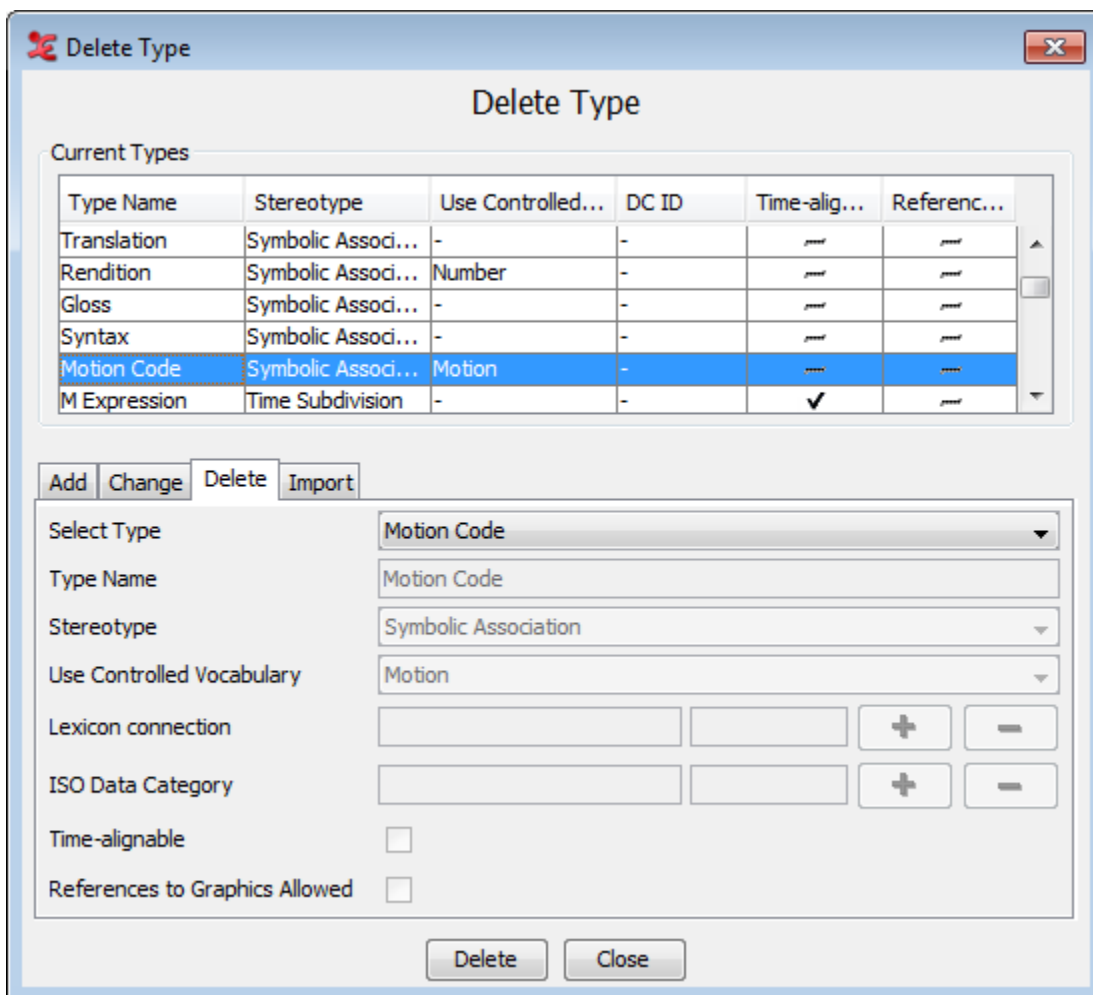 Delete Type
Delete Type
Current Types
Type Name Stereotype Use Controlled... DC ID Time-alig... Referenc...
Translation Symbolic Associ... - -
Rendition Symbolic Associ... Number -
Gloss Symbolic Associ... - -
Syntax Symbolic Associ... - -
Motion Code Symbolic Associ... Motion -
M Expression Time Subdivision - -
Add Change Delete Import
Select Type Motion Code
Type Name Motion Code
Stereotype Symbolic Association
Use Controlled Vocabulary Motion
Lexicon connection
ISO Data Category
Time-alignable
References to Graphics Allowed
Delete Close